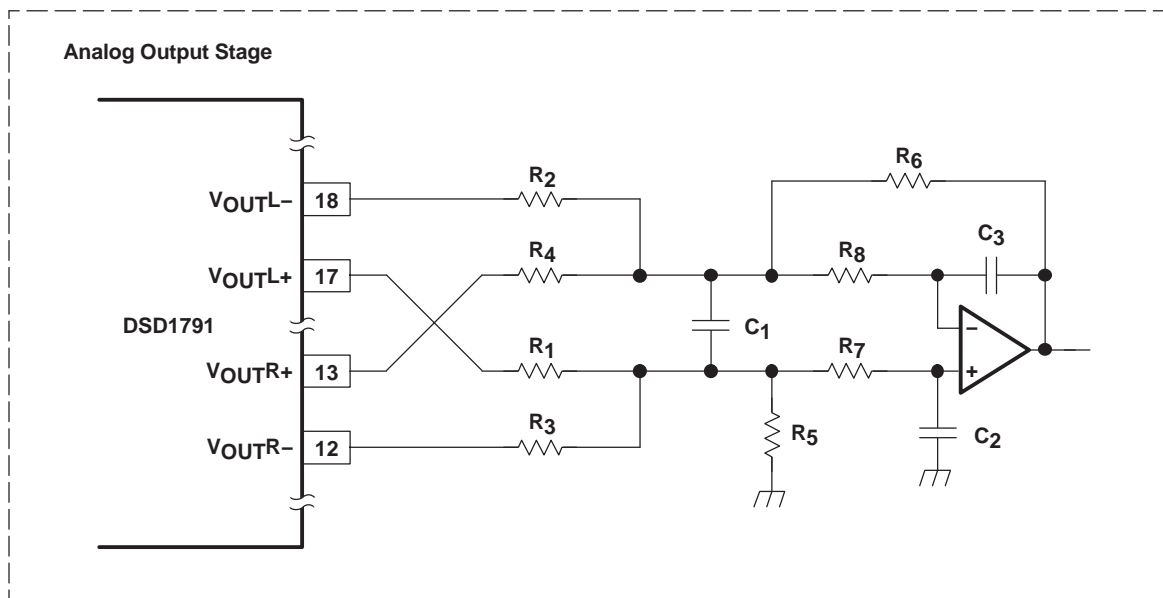 Analog Output Stage
R6
R2
VOUTL– 18
C3
R4
R8
VOUTL+ 17
–
DSD1791
C1
R1
R7
VOUTR+ 13
+
R3
R5
C2
VOUTR– 12